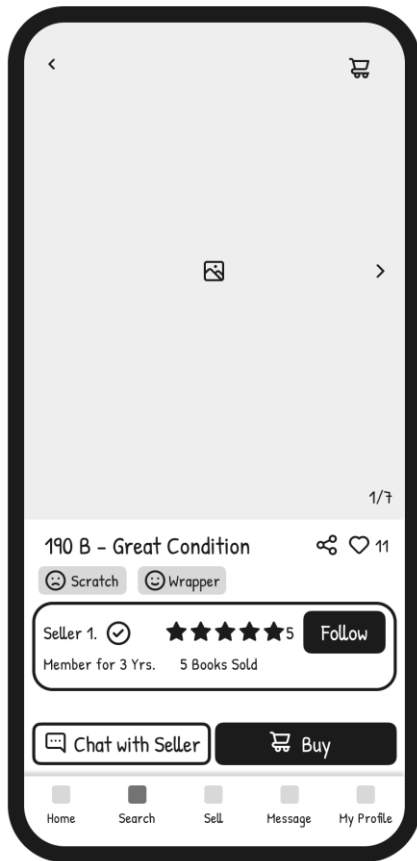 1/7
190 B - Great Condition 11
Scratch Wrapper
Seller 1. 5 Follow
Member for 3 Yrs. 5 Books Sold
Chat with Seller Buy
Home Search Sell Message My Profile